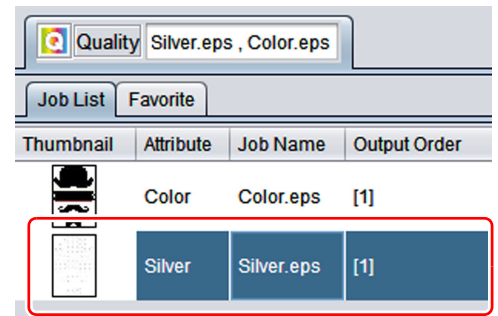 Quality Silver.eps , Color.eps
Job List Favorite
Thumbnail Attribute Job Name Output Order
Color Color.eps [1]
Silver Silver.eps [1]